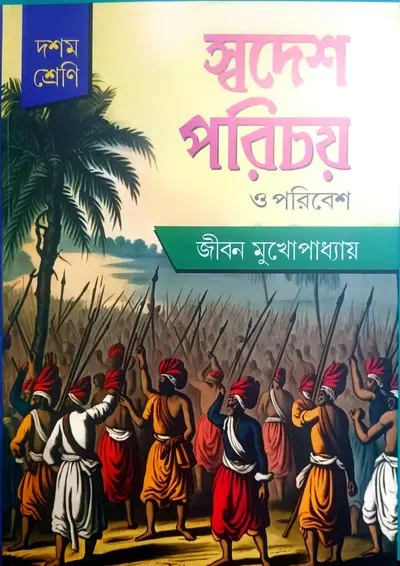 দশম
শ্রেণি
স্বদেশ
পরিচয়
ও পরিবেশ
জীবন মুখোপাধ্যায়